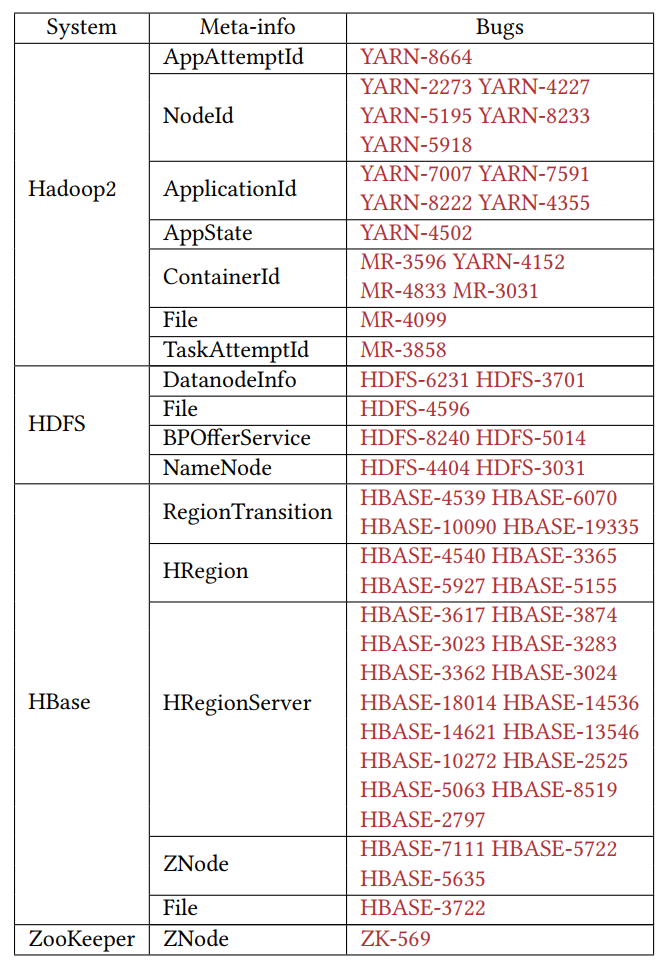 System Meta-info Bugs
Hadoop2
AppAttemptId YARN-8664
NodeId
YARN-2273 YARN-4227
YARN-5195 YARN-8233
YARN-5918
ApplicationId
YARN-7007 YARN-7591
YARN-8222 YARN-4355
AppState YARN-4502
ContainerId
MR-3596 YARN-4152
MR-4833 MR-3031
File MR-4099
TaskAttemptId MR-3858
HDFS
DatanodeInfo HDFS-6231 HDFS-3701
File HDFS-4596
BPOfferService HDFS-8240 HDFS-5014
NameNode HDFS-4404 HDFS-3031
HBase
RegionTransition
HBASE-4539 HBASE-6070
HBASE-10090 HBASE-19335
HRegion
HBASE-4540 HBASE-3365
HBASE-5927 HBASE-5155
HRegionServer
HBASE-3617 HBASE-3874
HBASE-3023 HBASE-3283
HBASE-3362 HBASE-3024
HBASE-18014 HBASE-14536
HBASE-14621 HBASE-13546
HBASE-10272 HBASE-2525
HBASE-5063 HBASE-8519
HBASE-2797
ZNode
HBASE-7111 HBASE-5722
HBASE-5635
File HBASE-3722
ZooKeeper ZNode ZK-569